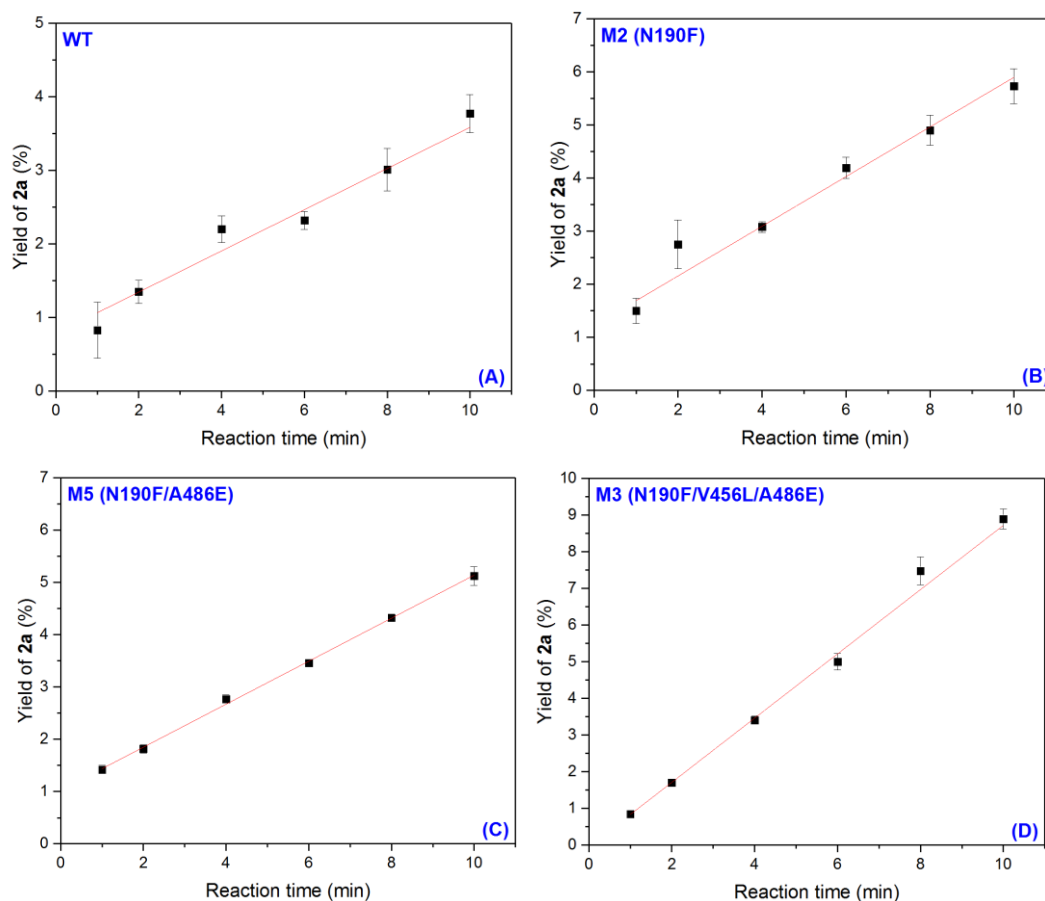 WT
5
4
3
2
1
0
Yield of 2a (%)
0 2 4 6 8 10
Reaction time (min)
(A)
M2 (N190F)
7
6
5
4
3
2
1
0
Yield of 2a (%)
0 2 4 6 8 10
Reaction time (min)
(B)
M5 (N190F/A486E)
7
6
5
4
3
2
1
0
Yield of 2a (%)
0 2 4 6 8 10
Reaction time (min)
(C)
M3 (N190F/V456L/A486E)
10
9
8
7
6
5
4
3
2
1
0
Yield of 2a (%)
0 2 4 6 8 10
Reaction time (min)
(D)